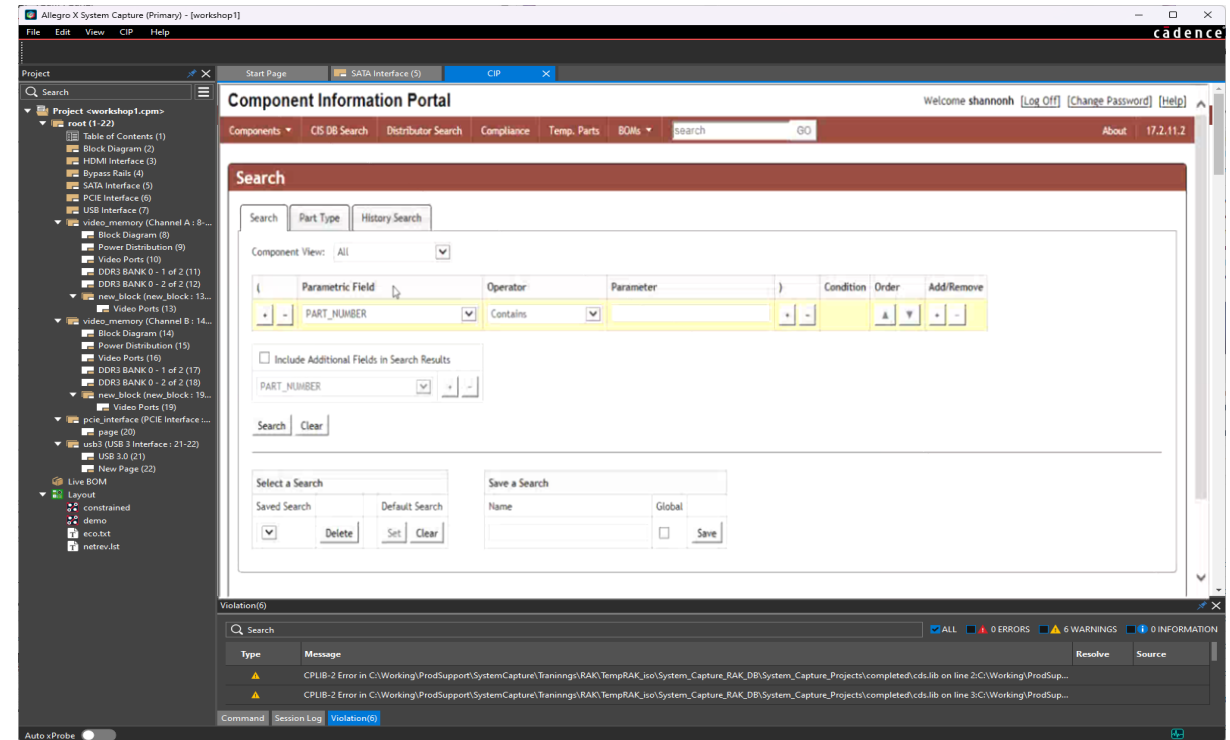 Allegro X System Capture (Primary) - [workshop1]
File Edit View CIP Help
cādence
Project
Search
Project <workshop1.cpm>
root (1-22)
Table of Contents (1)
Block Diagram (2)
HDMI Interface (3)
Bypass Rails (4)
SATA Interface (5)
PCIE Interface (6)
USB Interface (7)
video_memory (Channel A : 8-...
Block Diagram (8)
Power Distribution (9)
Video Ports (10)
DDR3 BANK 0 - 1 of 2 (11)
DDR3 BANK 0 - 2 of 2 (12)
new_block (new_block : 13...
Video Ports (13)
video_memory (Channel B : 14...
Block Diagram (14)
Power Distribution (15)
Video Ports (16)
DDR3 BANK 0 - 1 of 2 (17)
DDR3 BANK 0 - 2 of 2 (18)
new_block (new_block : 19...
Video Ports (19)
pcie_interface (PCIE Interface :...
page (20)
usb3 (USB 3 Interface : 21-22)
USB 3.0 (21)
New Page (22)
Live BOM
Layout
constrained
demo
eco.txt
netrev.lst
Start Page SATA Interface (5) CIP
Component Information Portal
Welcome shannonh [Log Off] [Change Password] [Help]
Components CIS DB Search Distributor Search Compliance Temp. Parts BOMs search GO About 17.2.11.2
Search
Search Part Type History Search
Component View: All
( Parametric Field Operator Parameter ) Condition Order Add/Remove
+ - PART_NUMBER Contains + - + -
Include Additional Fields in Search Results
PART_NUMBER + -
Search Clear
Select a Search Save a Search
Saved Search Default Search Name Global
Delete Set Clear Save
Violation(6)
Search ALL 0 ERRORS 6 WARNINGS 0 INFORMATION
Type Message Resolve Source
CPLIB-2 Error in C:\Working\ProdSupport\SystemCapture\Traninngs\RAK\TempRAK_iso\System_Capture_RAK_DB\System_Capture_Projects\completed\cds.lib on line 2:C:\Working\ProdSup...
CPLIB-2 Error in C:\Working\ProdSupport\SystemCapture\Traninngs\RAK\TempRAK_iso\System_Capture_RAK_DB\System_Capture_Projects\completed\cds.lib on line 3:C:\Working\ProdSup...
Command Session Log Violation(6)
Auto xProbe